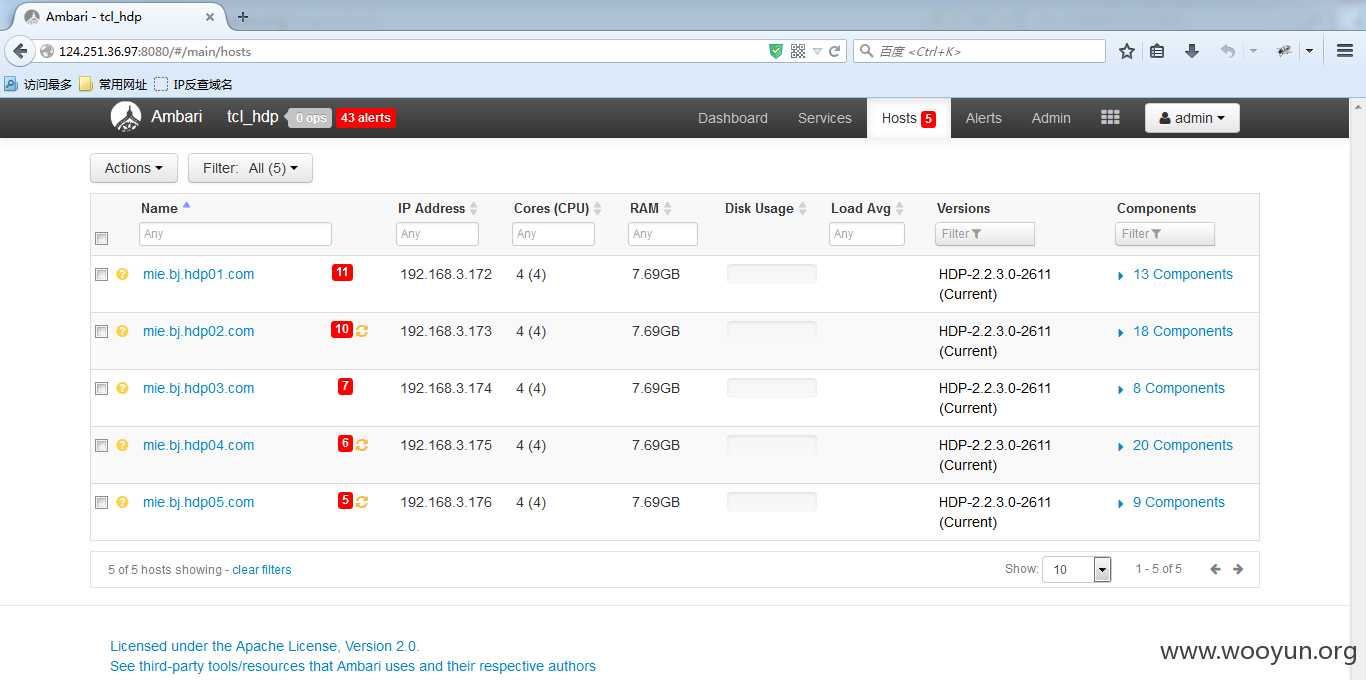 Ambari - tcl_hdp
124.251.36.97:8080/#/main/hosts
百度 <Ctrl+K>
访问最多 常用网址 IP反查域名
Ambari tcl_hdp 0 ops 43 alerts Dashboard Services Hosts 5 Alerts Admin admin
Actions Filter: All (5)
Name IP Address Cores (CPU) RAM Disk Usage Load Avg Versions Components
Any Any Any Any Any Filter Filter
mie.bj.hdp01.com 11 192.168.3.172 4 (4) 7.69GB HDP-2.2.3.0-2611 13 Components
(Current)
mie.bj.hdp02.com 10 192.168.3.173 4 (4) 7.69GB HDP-2.2.3.0-2611 18 Components
(Current)
mie.bj.hdp03.com 7 192.168.3.174 4 (4) 7.69GB HDP-2.2.3.0-2611 8 Components
(Current)
mie.bj.hdp04.com 6 192.168.3.175 4 (4) 7.69GB HDP-2.2.3.0-2611 20 Components
(Current)
mie.bj.hdp05.com 5 192.168.3.176 4 (4) 7.69GB HDP-2.2.3.0-2611 9 Components
(Current)
5 of 5 hosts showing - clear filters Show: 10 1 - 5 of 5
Licensed under the Apache License, Version 2.0.
See third-party tools/resources that Ambari uses and their respective authors
www.wooyun.org